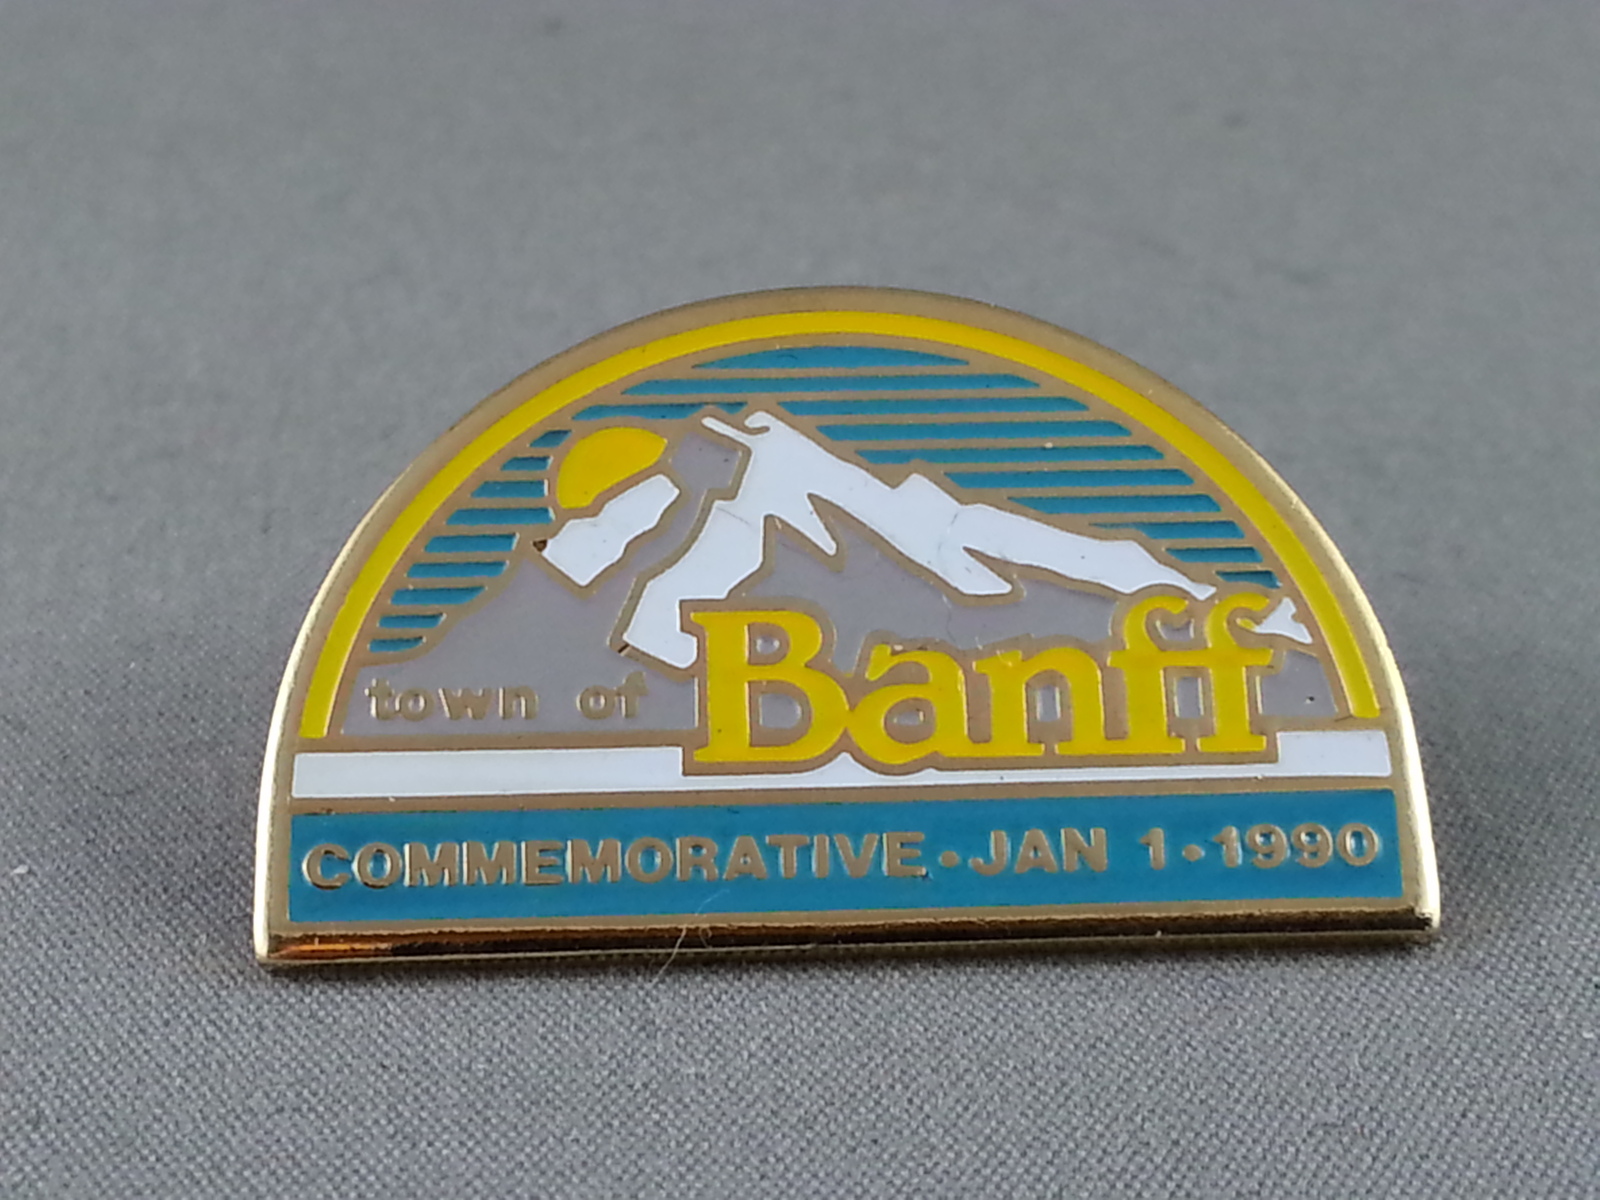 town of Banff
COMMEMORATIVE • JAN 1 • 1990